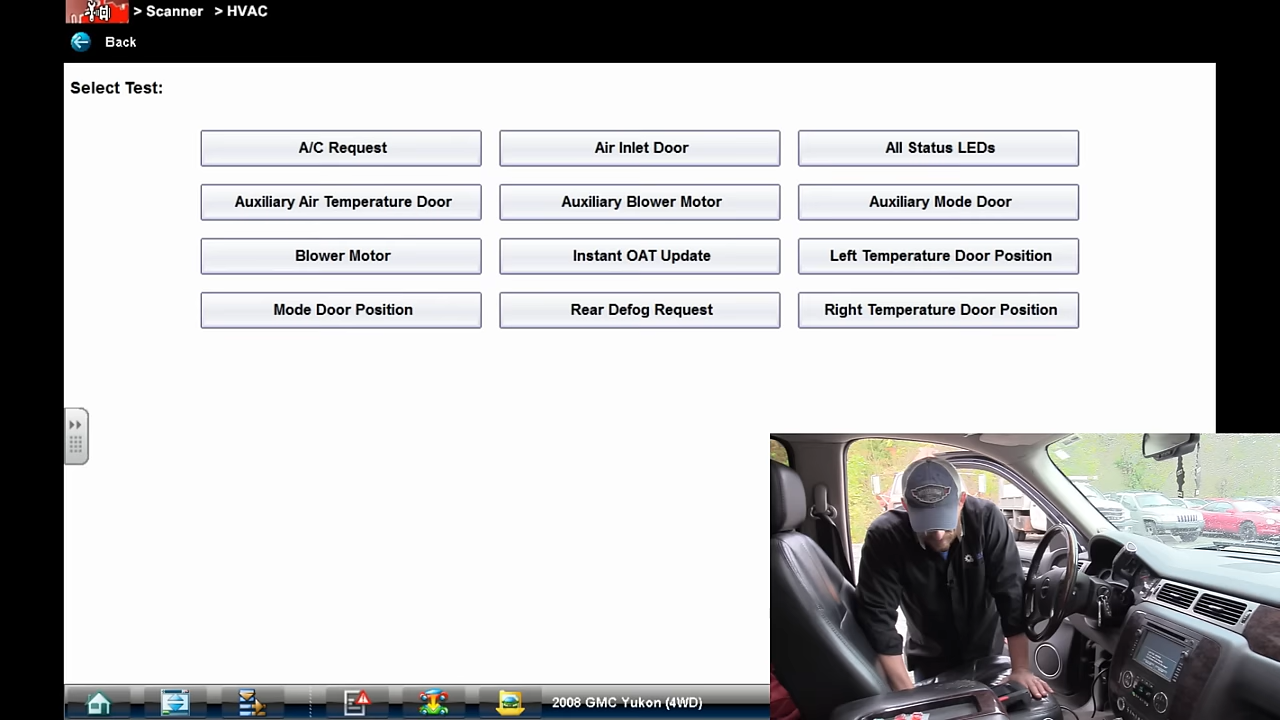 > Scanner > HVAC
Back
Select Test:
A/C Request Air Inlet Door All Status LEDs
Auxiliary Air Temperature Door Auxiliary Blower Motor Auxiliary Mode Door
Blower Motor Instant OAT Update Left Temperature Door Position
Mode Door Position Rear Defog Request Right Temperature Door Position
2008 GMC Yukon (4WD)